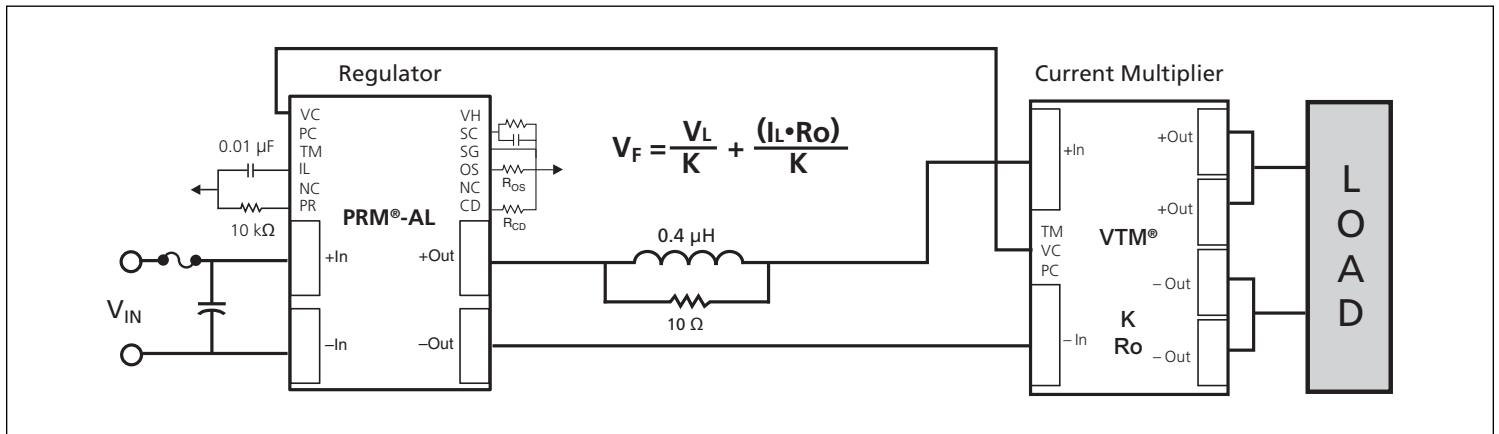 Regulator
Current Multiplier
VC
PC
TM
IL
NC
PR
VH
SC
SG
OS
NC
CD
0.01 µF
10 kΩ
ROS
RCD
PRM®-AL
+In
–In
+Out
–Out
VIN
VF = VL/K + (IL•Ro)/K
0.4 µH
10 Ω
+In
TM
VC
PC
– In
VTM®
K
Ro
+Out
+Out
– Out
– Out
LOAD